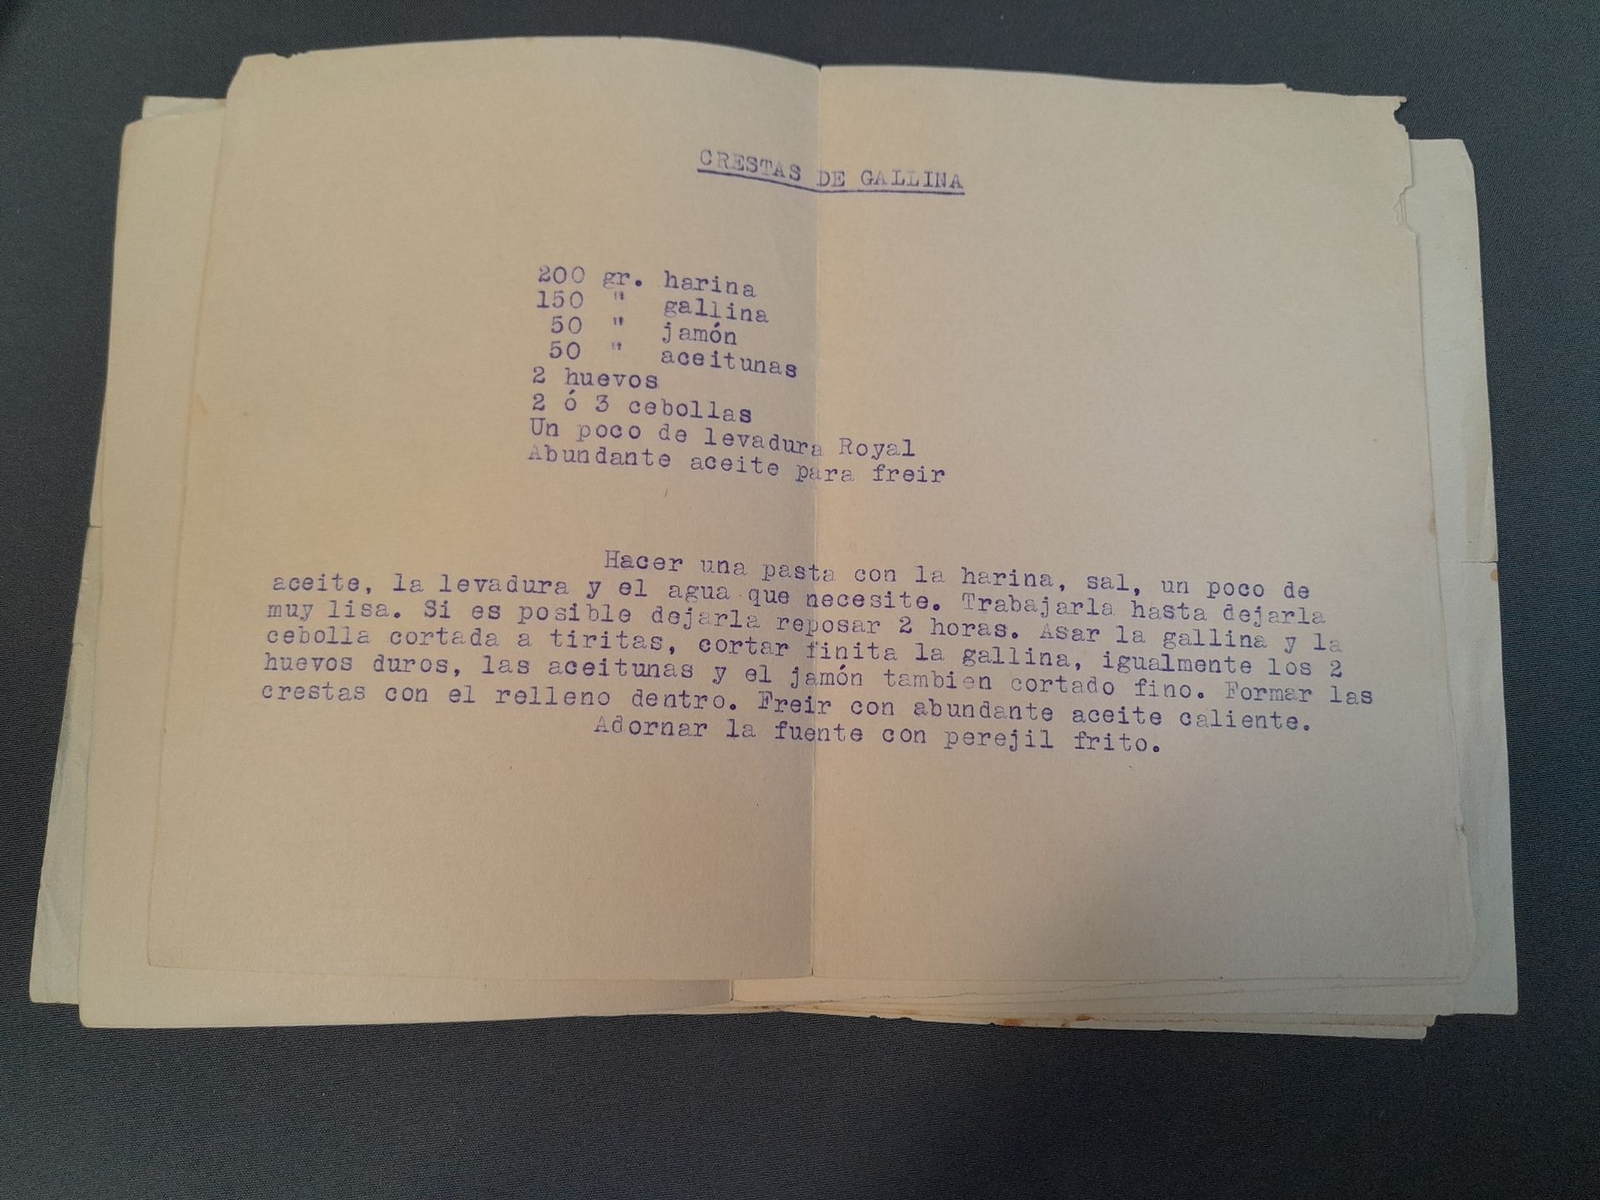 CRESTAS DE GALLINA
200 gr. harina
150 " gallina
50 " jamón
50 " aceitunas
2 huevos
2 ó 3 cebollas
Un poco de levadura Royal
Abundante aceite para freir
Hacer una pasta con la harina, sal, un poco de
aceite, la levadura y el agua que necesite. Trabajarla hasta dejarla
muy lisa. Si es posible dejarla reposar 2 horas. Asar la gallina y la
cebolla cortada a tiritas, cortar finita la gallina, igualmente los 2
huevos duros, las aceitunas y el jamón tambien cortado fino. Formar las
crestas con el relleno dentro. Freir con abundante aceite caliente.
Adornar la fuente con perejil frito.